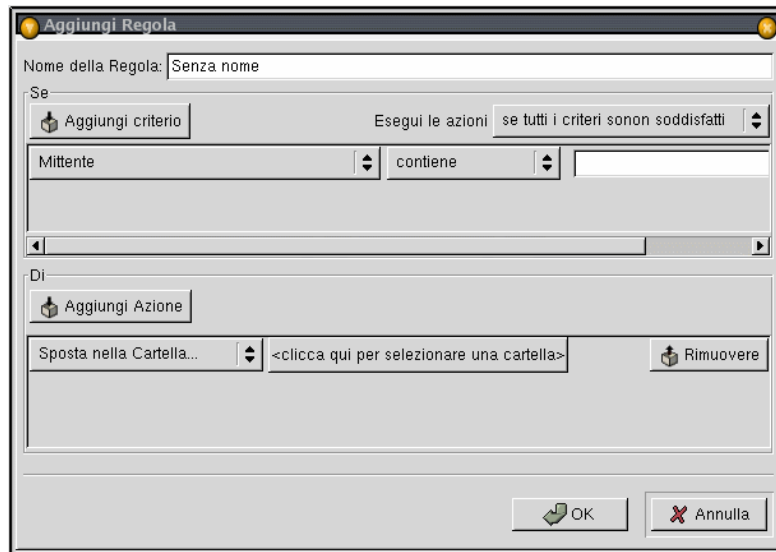 Aggiungi Regola
Nome della Regola: Senza nome
Se
Aggiungi criterio
Esegui le azioni se tutti i criteri sonon soddisfatti
Mittente contiene
Di
Aggiungi Azione
Sposta nella Cartella... <clicca qui per selezionare una cartella> Rimuovere
OK Annulla